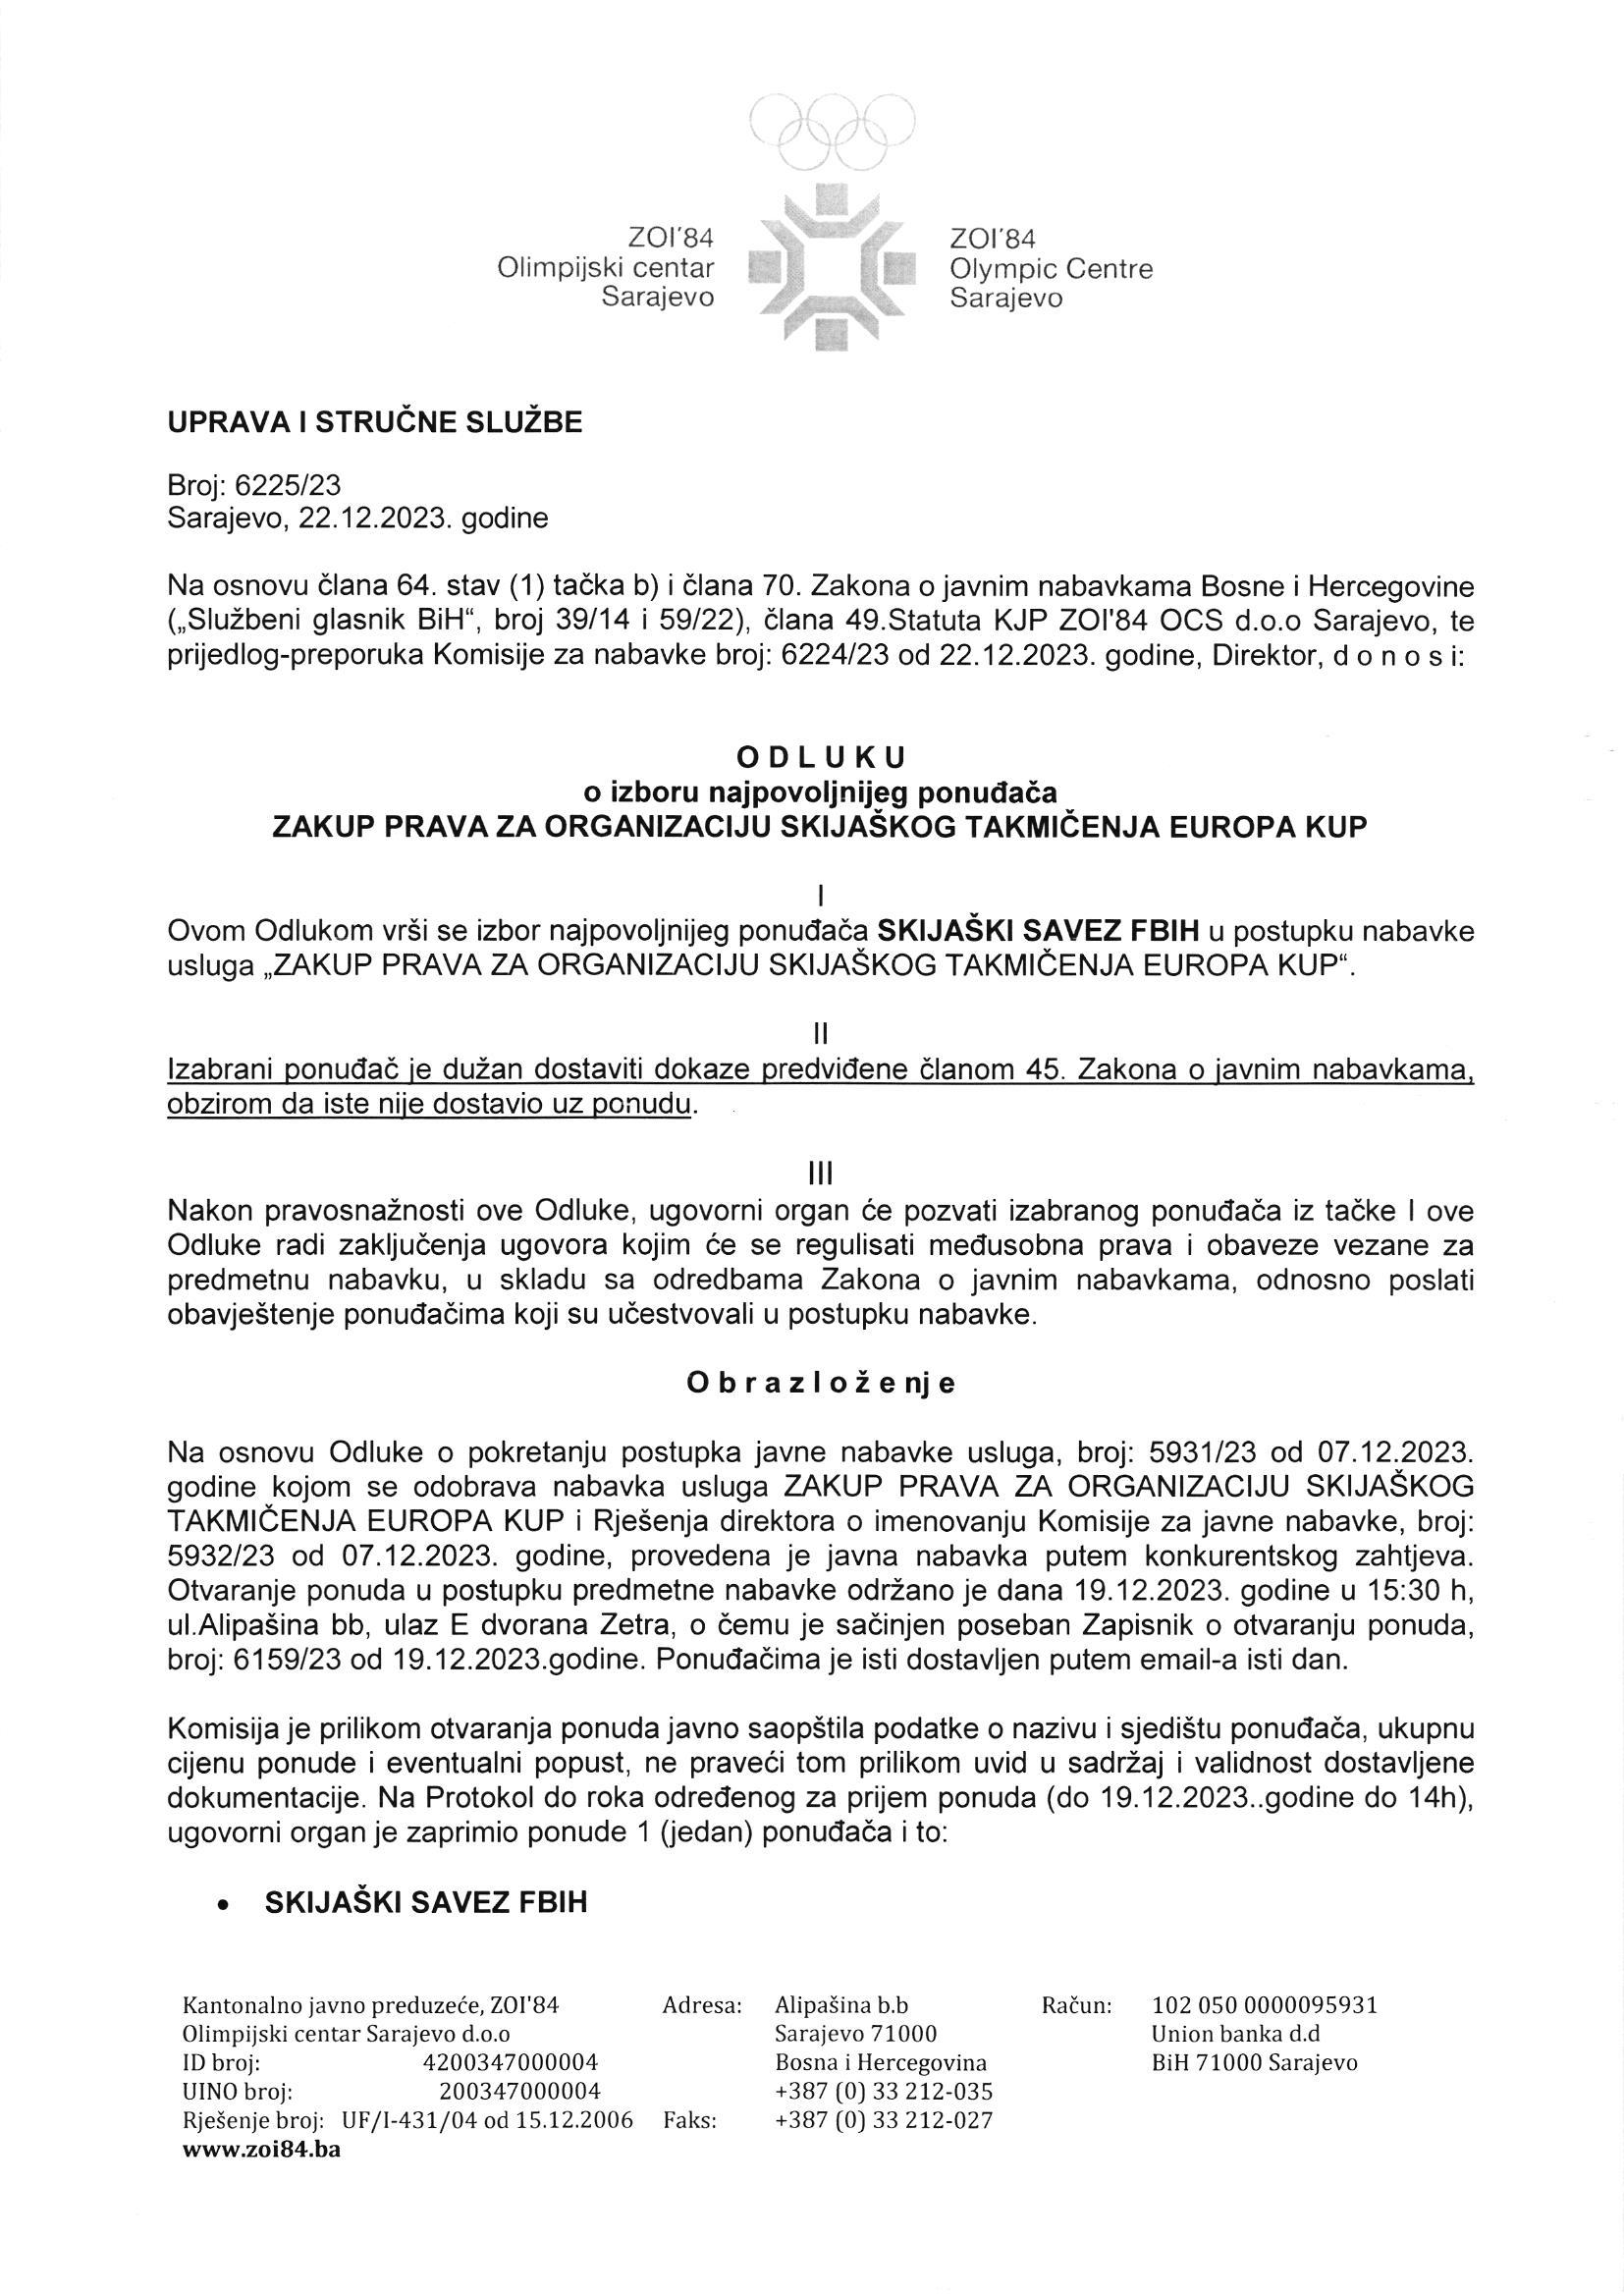 ZOI'84
Olimpijski centar
Sarajevo
ZOI'84
Olympic Centre
Sarajevo
UPRAVA I STRUČNE SLUŽBE
Broj: 6225/23
Sarajevo, 22.12.2023. godine
Na osnovu člana 64. stav (1) tačka b) i člana 70. Zakona o javnim nabavkama Bosne i Hercegovine
(„Službeni glasnik BiH“, broj 39/14 i 59/22), člana 49.Statuta KJP ZOI'84 OCS d.o.o Sarajevo, te
prijedlog-preporuka Komisije za nabavke broj: 6224/23 od 22.12.2023. godine, Direktor, d o n o s i:
O D L U K U
o izboru najpovoljnijeg ponuđača
ZAKUP PRAVA ZA ORGANIZACIJU SKIJAŠKOG TAKMIČENJA EUROPA KUP
I
Ovom Odlukom vrši se izbor najpovoljnijeg ponuđača SKIJAŠKI SAVEZ FBIH u postupku nabavke
usluga „ZAKUP PRAVA ZA ORGANIZACIJU SKIJAŠKOG TAKMIČENJA EUROPA KUP“.
II
Izabrani ponuđač je dužan dostaviti dokaze predviđene članom 45. Zakona o javnim nabavkama,
obzirom da iste nije dostavio uz ponudu.
III
Nakon pravosnažnosti ove Odluke, ugovorni organ će pozvati izabranog ponuđača iz tačke I ove
Odluke radi zaključenja ugovora kojim će se regulisati međusobna prava i obaveze vezane za
predmetnu nabavku, u skladu sa odredbama Zakona o javnim nabavkama, odnosno poslati
obavještenje ponuđačima koji su učestvovali u postupku nabavke.
O b r a z l o ž e nj e
Na osnovu Odluke o pokretanju postupka javne nabavke usluga, broj: 5931/23 od 07.12.2023.
godine kojom se odobrava nabavka usluga ZAKUP PRAVA ZA ORGANIZACIJU SKIJAŠKOG
TAKMIČENJA EUROPA KUP i Rješenja direktora o imenovanju Komisije za javne nabavke, broj:
5932/23 od 07.12.2023. godine, provedena je javna nabavka putem konkurentskog zahtjeva.
Otvaranje ponuda u postupku predmetne nabavke održano je dana 19.12.2023. godine u 15:30 h,
ul.Alipašina bb, ulaz E dvorana Zetra, o čemu je sačinjen poseban Zapisnik o otvaranju ponuda,
broj: 6159/23 od 19.12.2023.godine. Ponuđačima je isti dostavljen putem email-a isti dan.
Komisija je prilikom otvaranja ponuda javno saopštila podatke o nazivu i sjedištu ponuđača, ukupnu
cijenu ponude i eventualni popust, ne praveći tom prilikom uvid u sadržaj i validnost dostavljene
dokumentacije. Na Protokol do roka određenog za prijem ponuda (do 19.12.2023..godine do 14h),
ugovorni organ je zaprimio ponude 1 (jedan) ponuđača i to:
• SKIJAŠKI SAVEZ FBIH
Kantonalno javno preduzeće, ZOI'84 Adresa: Alipašina b.b Račun: 102 050 0000095931
Olimpijski centar Sarajevo d.o.o Sarajevo 71000 Union banka d.d
ID broj: 4200347000004 Bosna i Hercegovina BiH 71000 Sarajevo
UINO broj: 200347000004 +387 (0) 33 212-035
Rješenje broj: UF/I-431/04 od 15.12.2006 Faks: +387 (0) 33 212-027
www.zoi84.ba